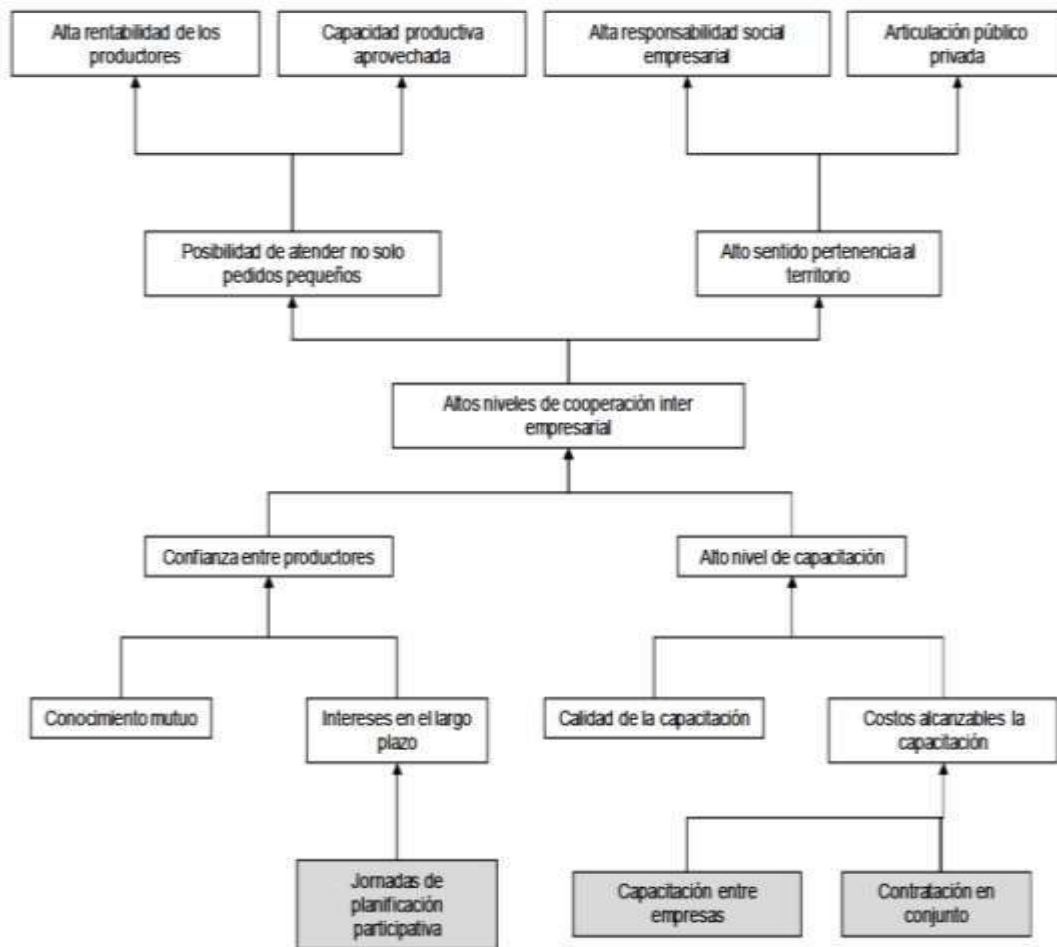 Alta rentabilidad de los
productores
Capacidad productiva
aprovechada
Alta responsabilidad social
empresarial
Articulación público
privada
Posibilidad de atender no solo
pedidos pequeños
Alto sentido pertenencia al
territorio
Altos niveles de cooperación inter
empresarial
Confianza entre productores
Alto nivel de capacitación
Conocimiento mutuo
Intereses en el largo
plazo
Calidad de la capacitación
Costos alcanzables la
capacitación
Jornadas de
planificación
participativa
Capacitación entre
empresas
Contratación en
conjunto